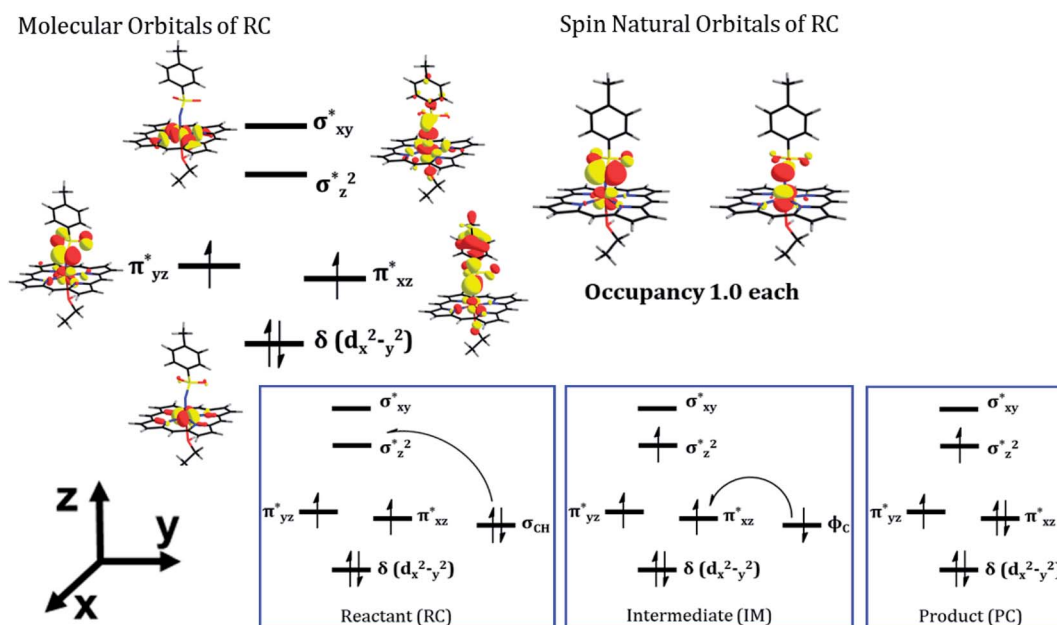 Molecular Orbitals of RC
Spin Natural Orbitals of RC
σ*xy
σ*z²
π*yz
π*xz
Occupancy 1.0 each
δ (dx²-y²)
σ*xy
σ*z²
π*yz
π*xz
σCH
δ (dx²-y²)
Reactant (RC)
σ*xy
σ*z²
π*yz
π*xz
ϕC
δ (dx²-y²)
Intermediate (IM)
σ*xy
σ*z²
π*yz
π*xz
δ (dx²-y²)
Product (PC)
z
y
x